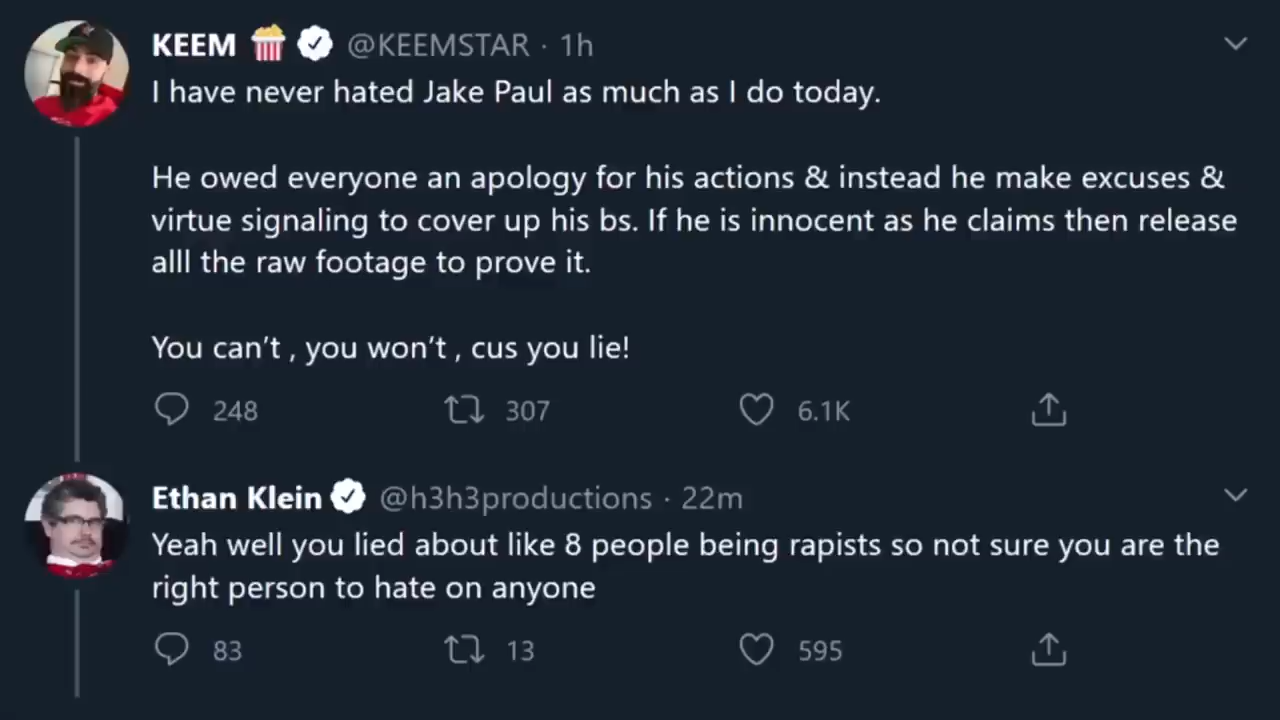 KEEM 🍿 @KEEMSTAR · 1h
I have never hated Jake Paul as much as I do today.
He owed everyone an apology for his actions & instead he make excuses &
virtue signaling to cover up his bs. If he is innocent as he claims then release
alll the raw footage to prove it.
You can't , you won't , cus you lie!
248 307 6.1K
Ethan Klein @h3h3productions · 22m
Yeah well you lied about like 8 people being rapists so not sure you are the
right person to hate on anyone
83 13 595